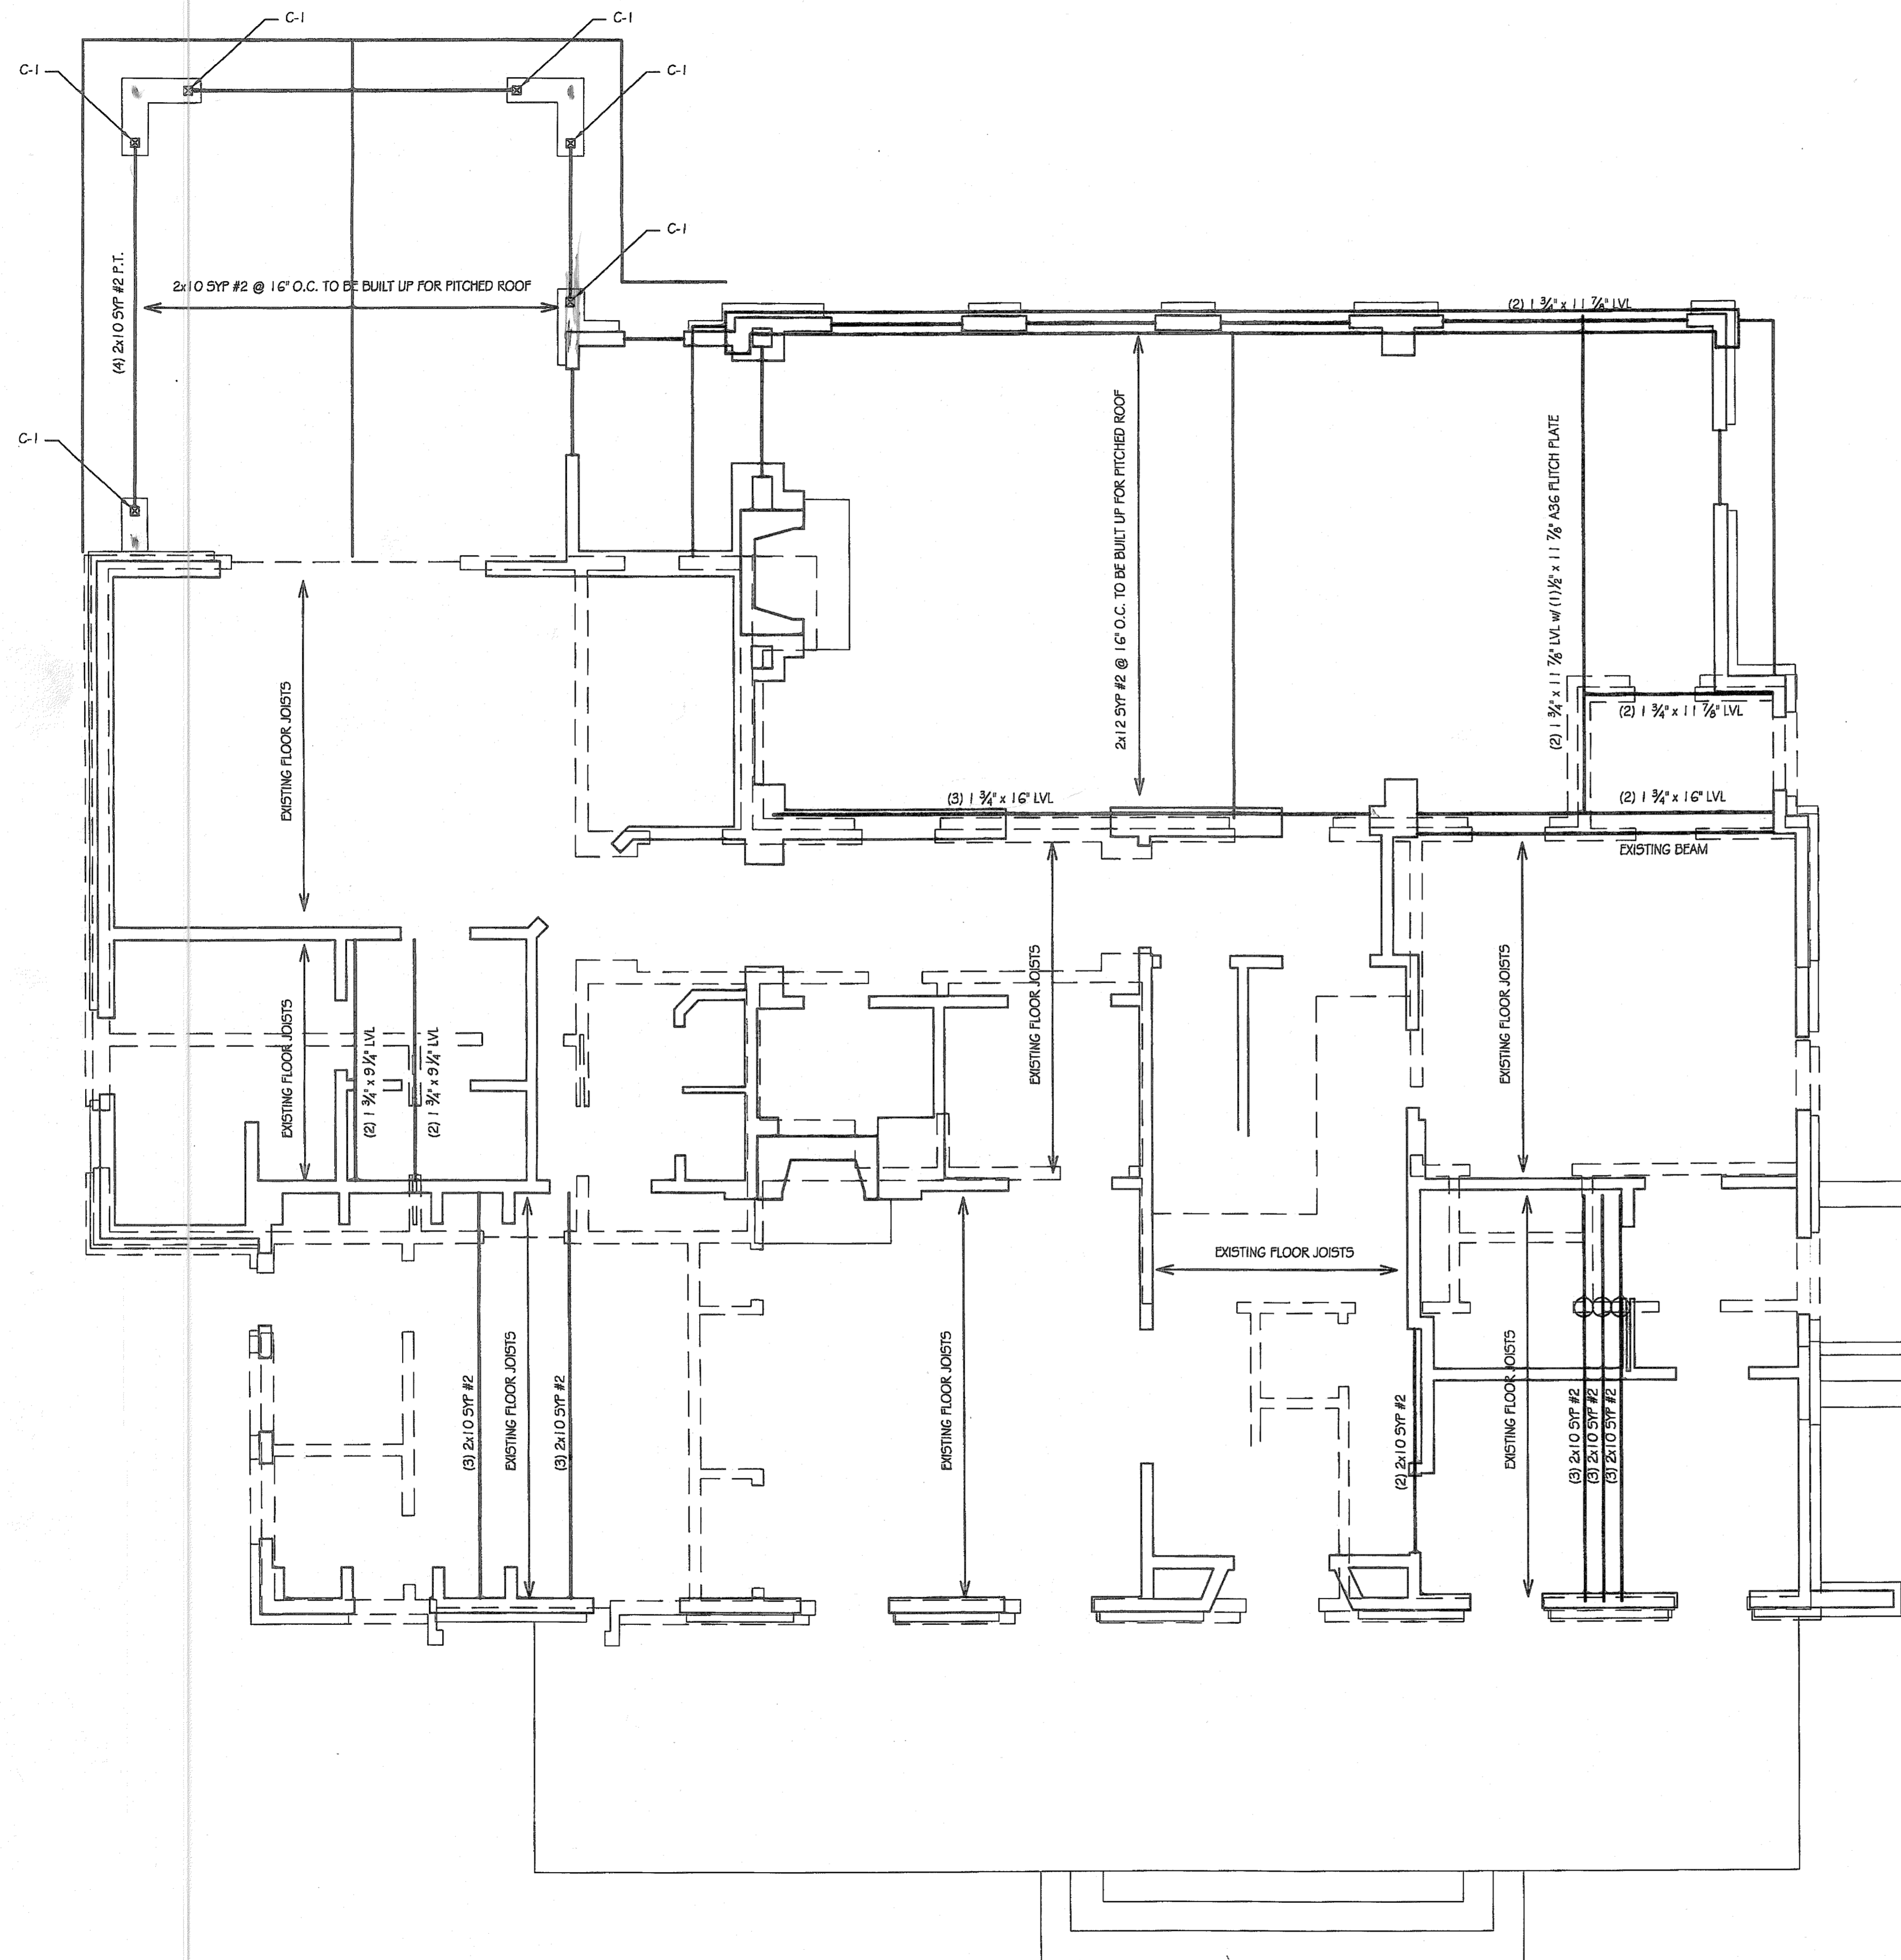 C-1
C-1
C-1
C-1
C-1
(4) 2x10 SYP #2 P.T.
2x10 SYP #2 @ 16" O.C. TO BE BUILT UP FOR PITCHED ROOF
(2) 1 3/4" x 11 7/8" LVL
C-1
2x12 SYP #2 @ 16" O.C. TO BE BUILT UP FOR PITCHED ROOF
(2) 1 3/4" x 11 7/8" LVL w/ (1) 1/2" x 11 7/8" A36 FLITCH PLATE
(2) 1 3/4" x 11 7/8" LVL
EXISTING FLOOR JOISTS
(3) 1 3/4" x 16" LVL
(2) 1 3/4" x 16" LVL
EXISTING BEAM
EXISTING FLOOR JOISTS
(2) 1 3/4" x 9 1/4" LVL
(2) 1 3/4" x 9 1/4" LVL
EXISTING FLOOR JOISTS
EXISTING FLOOR JOISTS
EXISTING FLOOR JOISTS
(3) 2x10 SYP #2
EXISTING FLOOR JOISTS
(3) 2x10 SYP #2
EXISTING FLOOR JOISTS
(2) 2x10 SYP #2
EXISTING FLOOR JOISTS
(3) 2x10 SYP #2
(3) 2x10 SYP #2
(3) 2x10 SYP #2